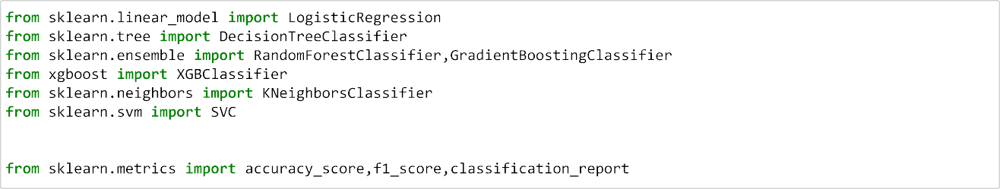 from sklearn.linear_model import LogisticRegression
from sklearn.tree import DecisionTreeClassifier
from sklearn.ensemble import RandomForestClassifier,GradientBoostingClassifier
from xgboost import XGBClassifier
from sklearn.neighbors import KNeighborsClassifier
from sklearn.svm import SVC
from sklearn.metrics import accuracy_score,f1_score,classification_report